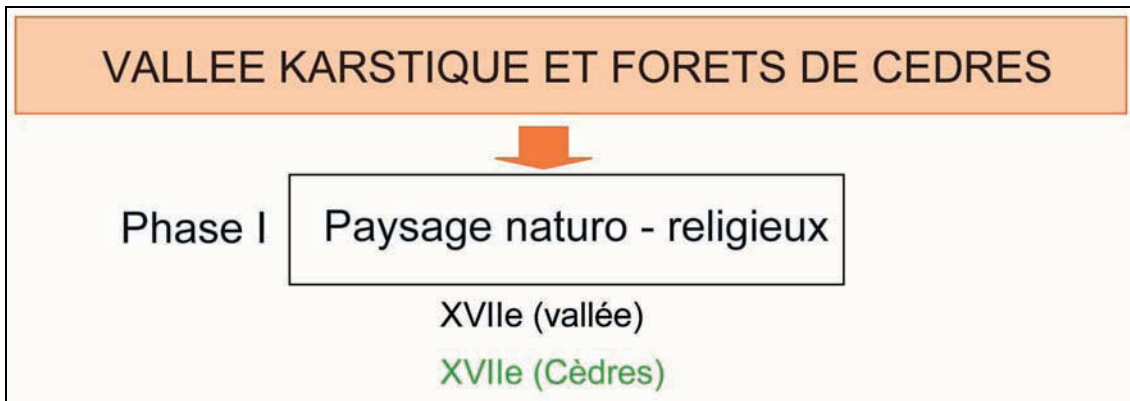 VALLEE KARSTIQUE ET FORETS DE CEDRES
Phase I Paysage naturo - religieux
XVIIe (vallée)
XVIIe (Cèdres)